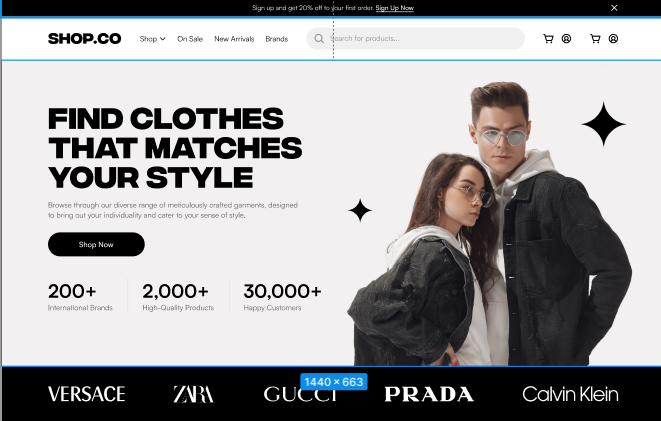 Sign up and get 20% off to your first order. Sign Up Now
SHOP.CO
Shop
On Sale
New Arrivals
Brands
Search for products...
FIND CLOTHES
THAT MATCHES
YOUR STYLE
Browse through our diverse range of meticulously crafted garments, designed
to bring out your individuality and cater to your sense of style.
Shop Now
200+
International Brands
2,000+
High-Quality Products
30,000+
Happy Customers
1440 × 663
VERSACE
ZARA
GUCCI
PRADA
Calvin Klein